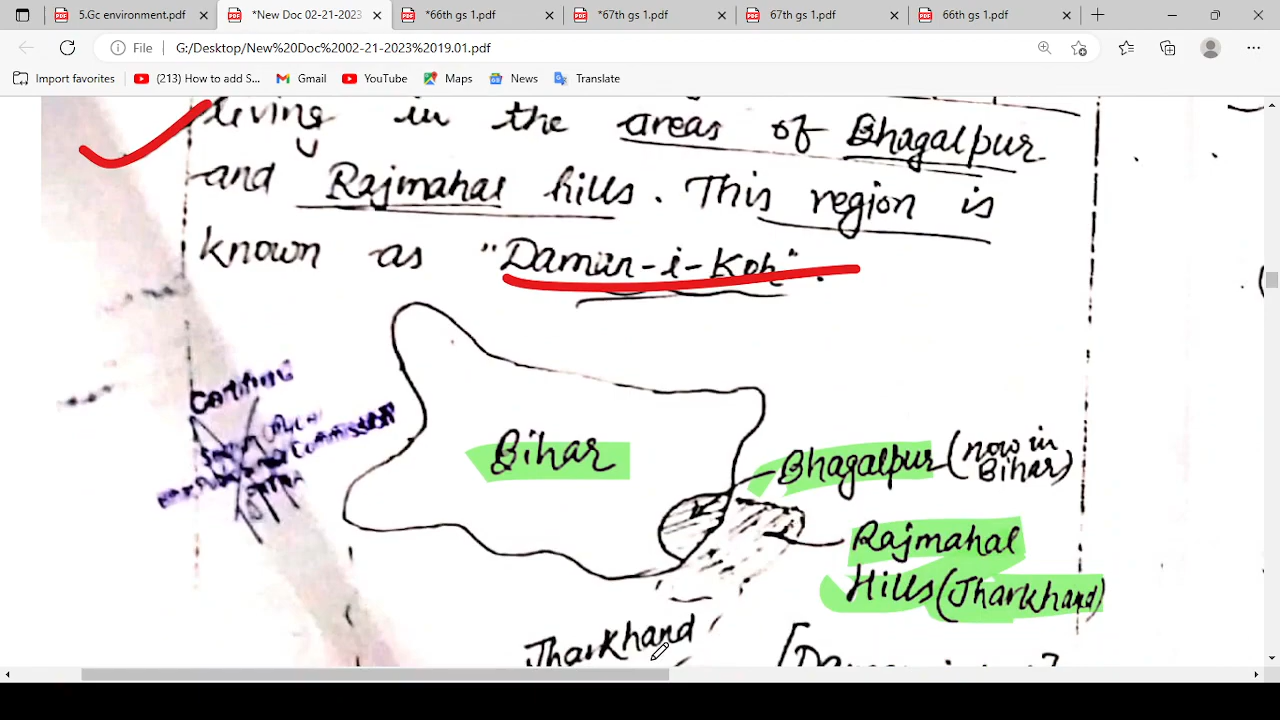 5.Gc environment.pdf
*New Doc 02-21-2023
*66th gs 1.pdf
*67th gs 1.pdf
67th gs 1.pdf
66th gs 1.pdf
File
G:/Desktop/New%20Doc%2002-21-2023%2019.01.pdf
Import favorites
(213) How to add S...
Gmail
YouTube
Maps
News
Translate
living in the areas of Bhagalpur
and Rajmahal hills. This region is
known as "Daman-i-Koh".
Bihar
Bhagalpur (now in
Bihar)
Rajmahal
Hills (Jharkhand)
Jharkhand
Commission